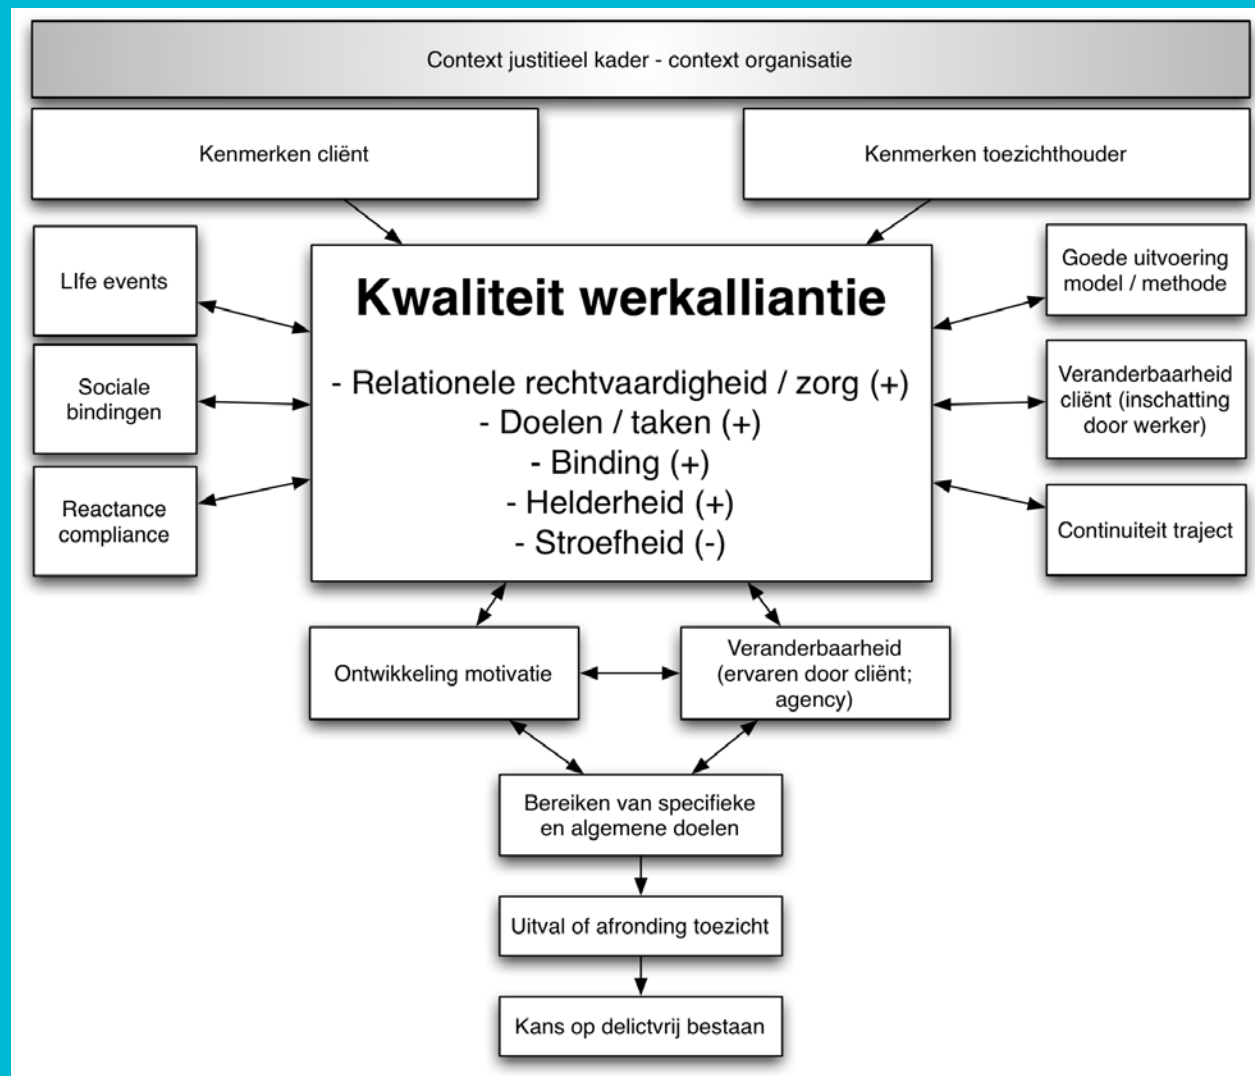 Context justitieel kader - context organisatie
Kenmerken cliënt
Kenmerken toezichthouder
LIfe events
Sociale
bindingen
Reactance
compliance
Kwaliteit werkalliantie
- Relationele rechtvaardigheid / zorg (+)
- Doelen / taken (+)
- Binding (+)
- Helderheid (+)
- Stroefheid (-)
Goede uitvoering
model / methode
Veranderbaarheid
cliënt (inschatting
door werker)
Continuiteit traject
Ontwikkeling motivatie
Veranderbaarheid
(ervaren door cliënt;
agency)
Bereiken van specifieke
en algemene doelen
Uitval of afronding toezicht
Kans op delictvrij bestaan